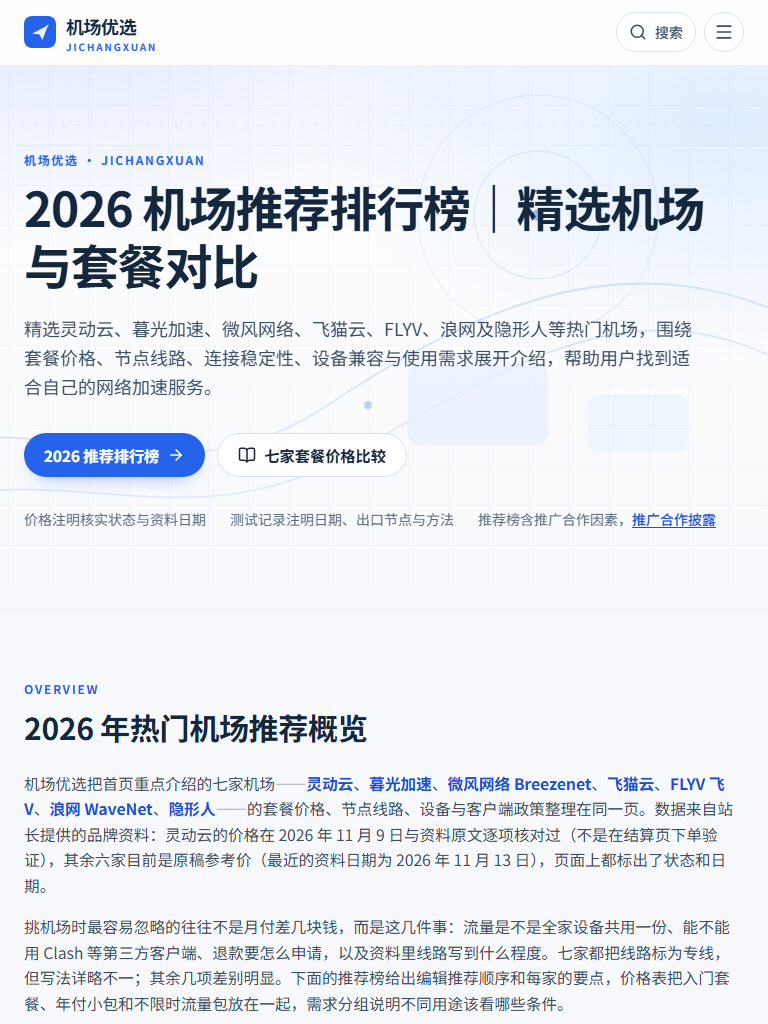 机场优选
JICHANGXUAN
搜索
机场优选 · JICHANGXUAN
2026 机场推荐排行榜｜精选机场
与套餐对比
精选灵动云、暮光加速、微风网络、飞猫云、FLYV、浪网及隐形人等热门机场，围绕
套餐价格、节点线路、连接稳定性、设备兼容与使用需求展开介绍，帮助用户找到适
合自己的网络加速服务。
2026 推荐排行榜 →
七家套餐价格比较
价格注明核实状态与资料日期 测试记录注明日期、出口节点与方法 推荐榜含推广合作因素，推广合作披露
OVERVIEW
2026 年热门机场推荐概览
机场优选把首页重点介绍的七家机场——灵动云、暮光加速、微风网络 Breezenet、飞猫云、FLYV 飞
V、浪网 WaveNet、隐形人——的套餐价格、节点线路、设备与客户端政策整理在同一页。数据来自站
长提供的品牌资料：灵动云的价格在 2026 年 11 月 9 日与资料原文逐项核对过（不是在结算页下单验
证），其余六家目前是原稿参考价（最近的资料日期为 2026 年 11 月 13 日），页面上都标出了状态和日
期。
挑机场时最容易忽略的往往不是月付差几块钱，而是这几件事：流量是不是全家设备共用一份、能不能
用 Clash 等第三方客户端、退款要怎么申请，以及资料里线路写到什么程度。七家都把线路标为专线，
但写法详略不一；其余几项差别明显。下面的推荐榜给出编辑推荐顺序和每家的要点，价格表把入门套
餐、年付小包和不限时流量包放在一起，需求分组说明不同用途该看哪些条件。